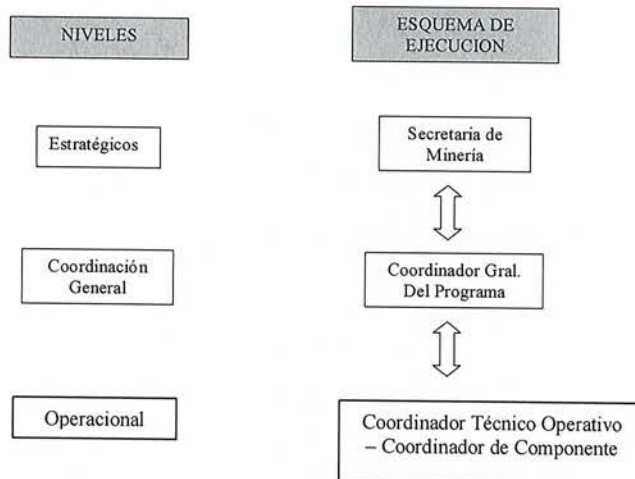 NIVELES
ESQUEMA DE
EJECUCION
Estratégicos
Secretaria de
Minería
Coordinación
General
Coordinador Gral.
Del Programa
Operacional
Coordinador Técnico Operativo
– Coordinador de Componente